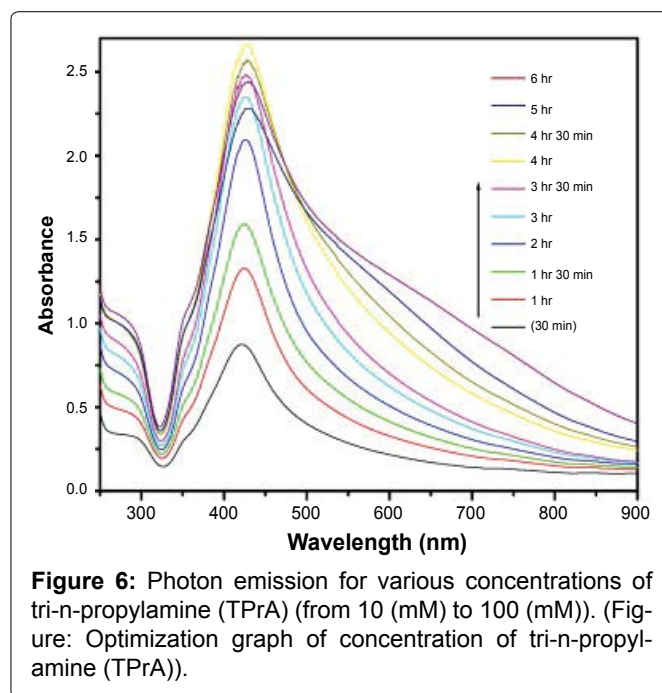 2.5
2.0
1.5
1.0
0.5
0.0
Absorbance
6 hr
5 hr
4 hr 30 min
4 hr
3 hr 30 min
3 hr
2 hr
1 hr 30 min
1 hr
(30 min)
300 400 500 600 700 800 900
Wavelength (nm)
Figure 6: Photon emission for various concentrations of
tri-n-propylamine (TPrA) (from 10 (mM) to 100 (mM)). (Fig-
ure: Optimization graph of concentration of tri-n-propyl-
amine (TPrA)).